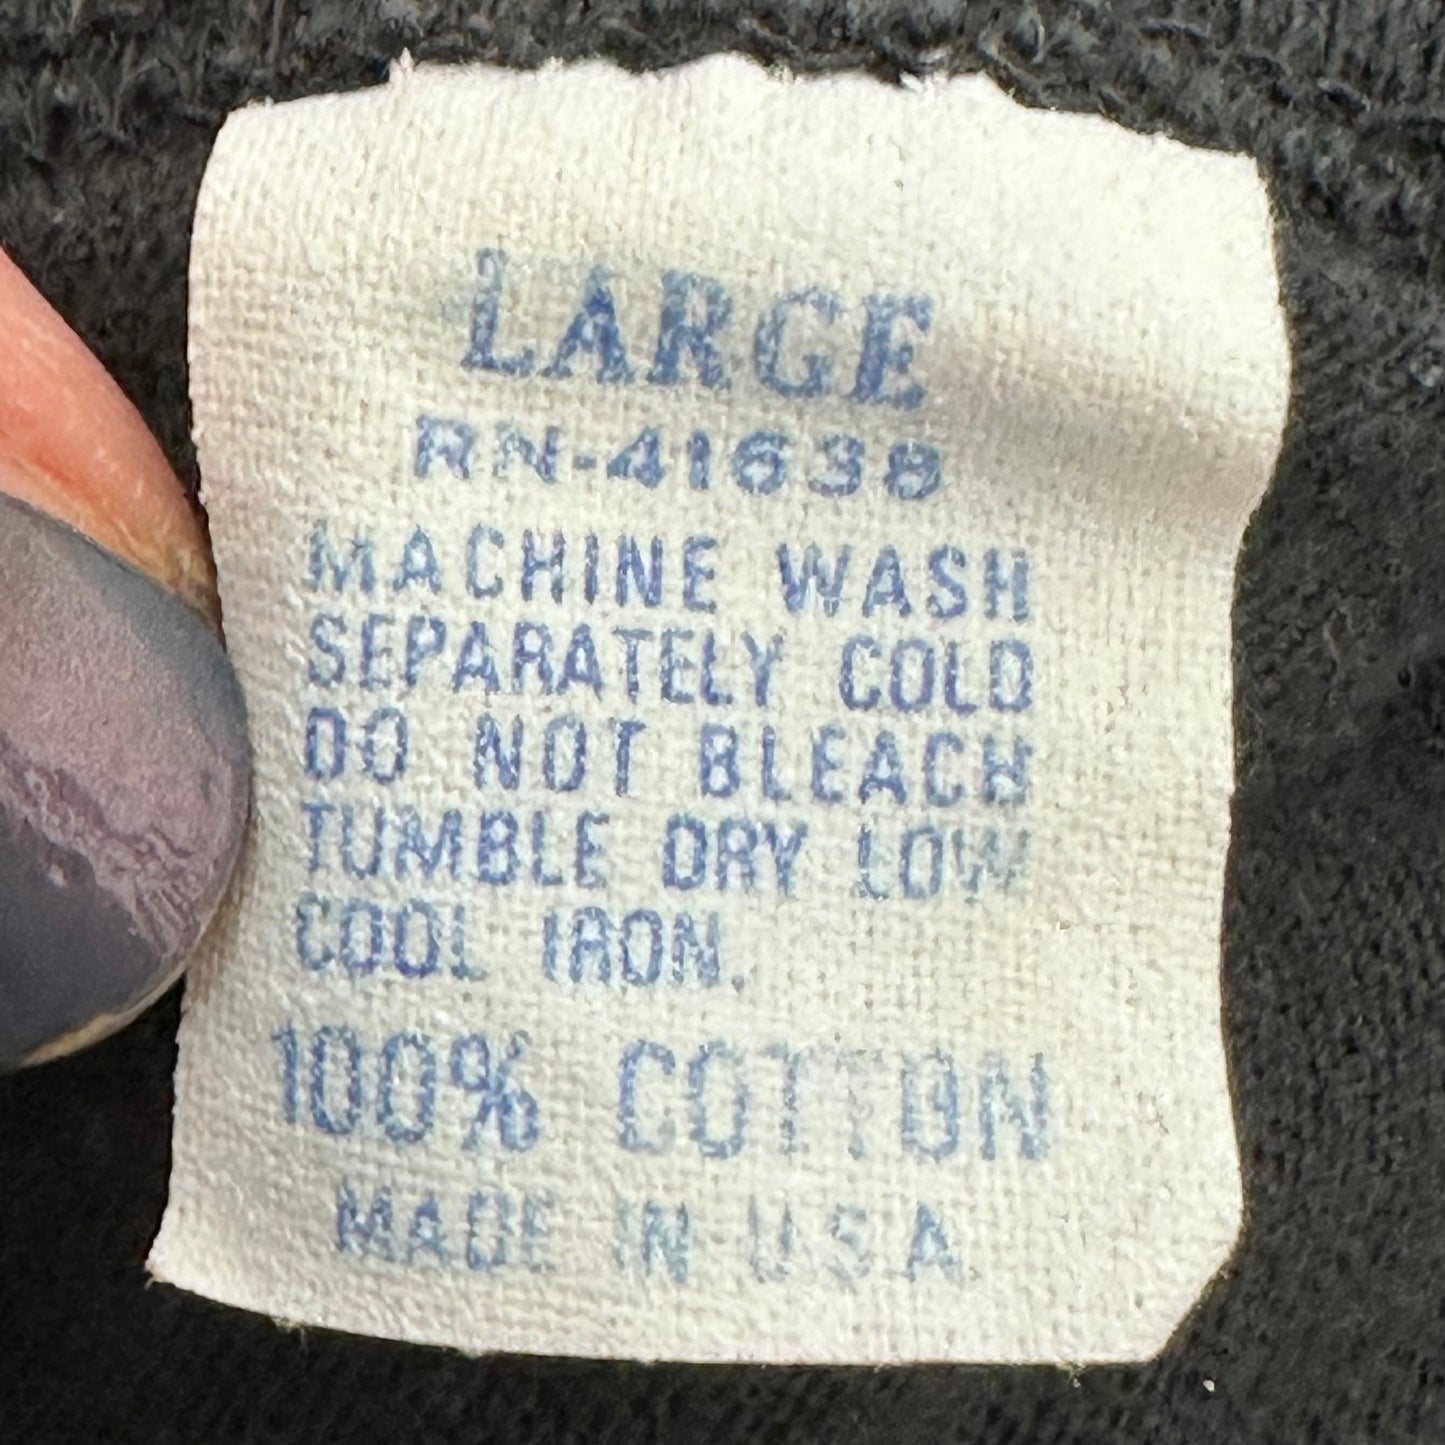 LARGE
RN-41638
MACHINE WASH
SEPARATELY COLD
DO NOT BLEACH
TUMBLE DRY LOW
COOL IRON.
100% COTTON
MADE IN U.S.A.